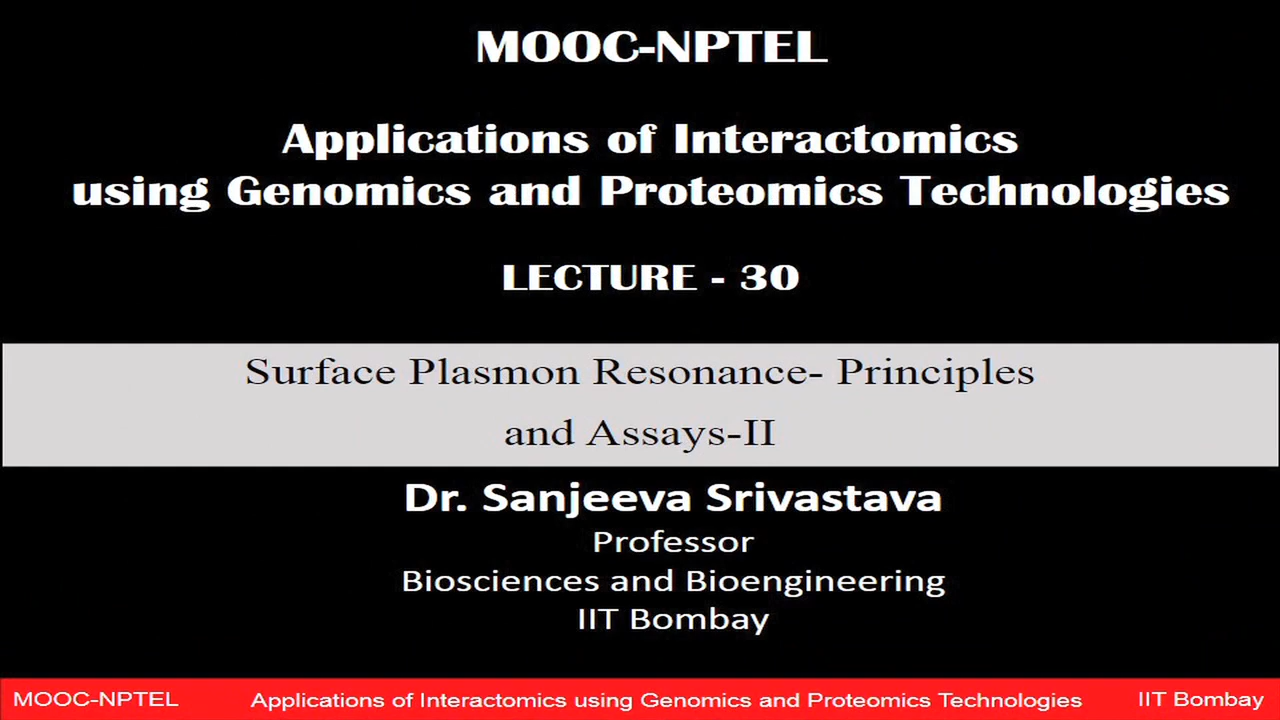 MOOC-NPTEL
Applications of Interactomics
using Genomics and Proteomics Technologies
LECTURE - 30
Surface Plasmon Resonance- Principles
and Assays-II
Dr. Sanjeeva Srivastava
Professor
Biosciences and Bioengineering
IIT Bombay
MOOC-NPTEL Applications of Interactomics using Genomics and Proteomics Technologies IIT Bombay